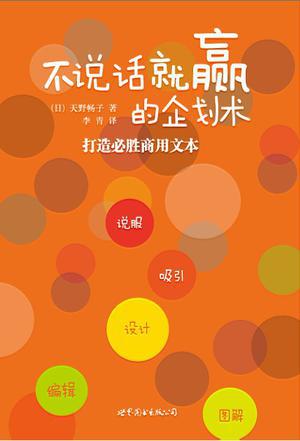 不说话就赢
的企划术
（日）天野畅子 著
李青 译
打造必胜商用文本
说服
吸引
设计
编辑
图解
世界图书出版公司